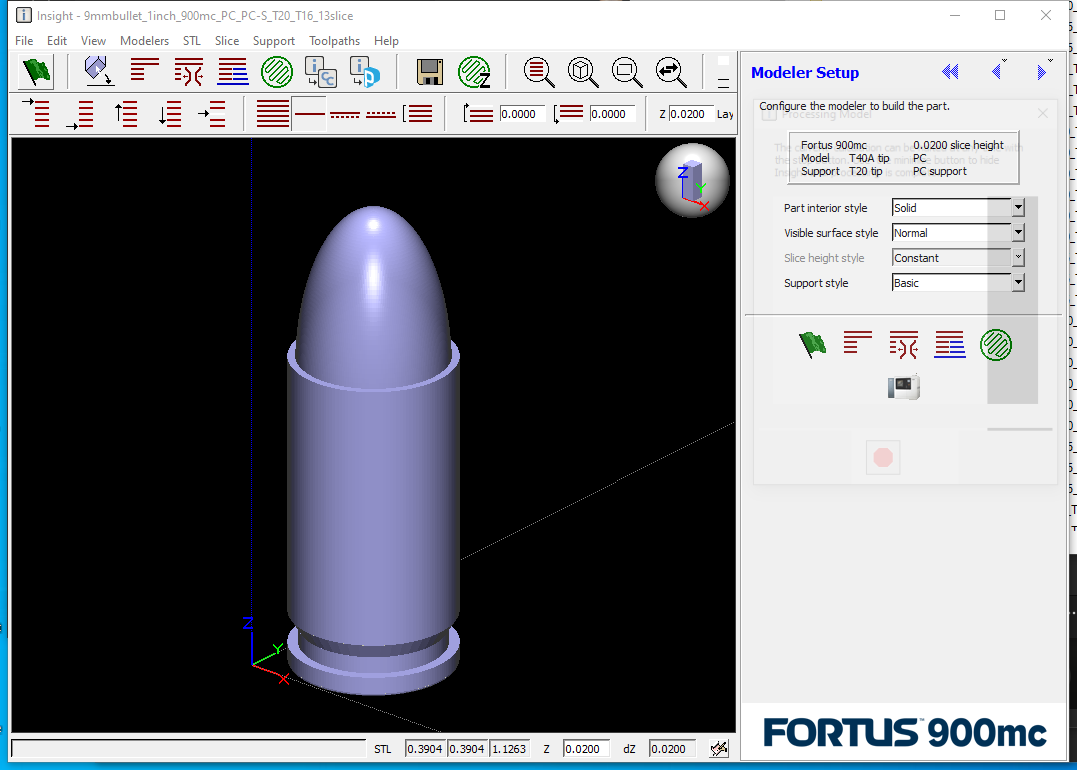 Insight - 9mmbullet_1inch_900mc_PC_PC-S_T20_T16_13slice
File Edit View Modelers STL Slice Support Toolpaths Help
0.0000 0.0000 Z 0.0200 Lay
Modeler Setup
Configure the modeler to build the part.
Processing Model
Fortus 900mc 0.0200 slice height
Model T40A tip PC
Support T20 tip PC support
Part interior style Solid
Visible surface style Normal
Slice height style Constant
Support style Basic
Z
Y
X
Z
Y
X
STL 0.3904 0.3904 1.1263 Z 0.0200 dZ 0.0200
FORTUS 900mc